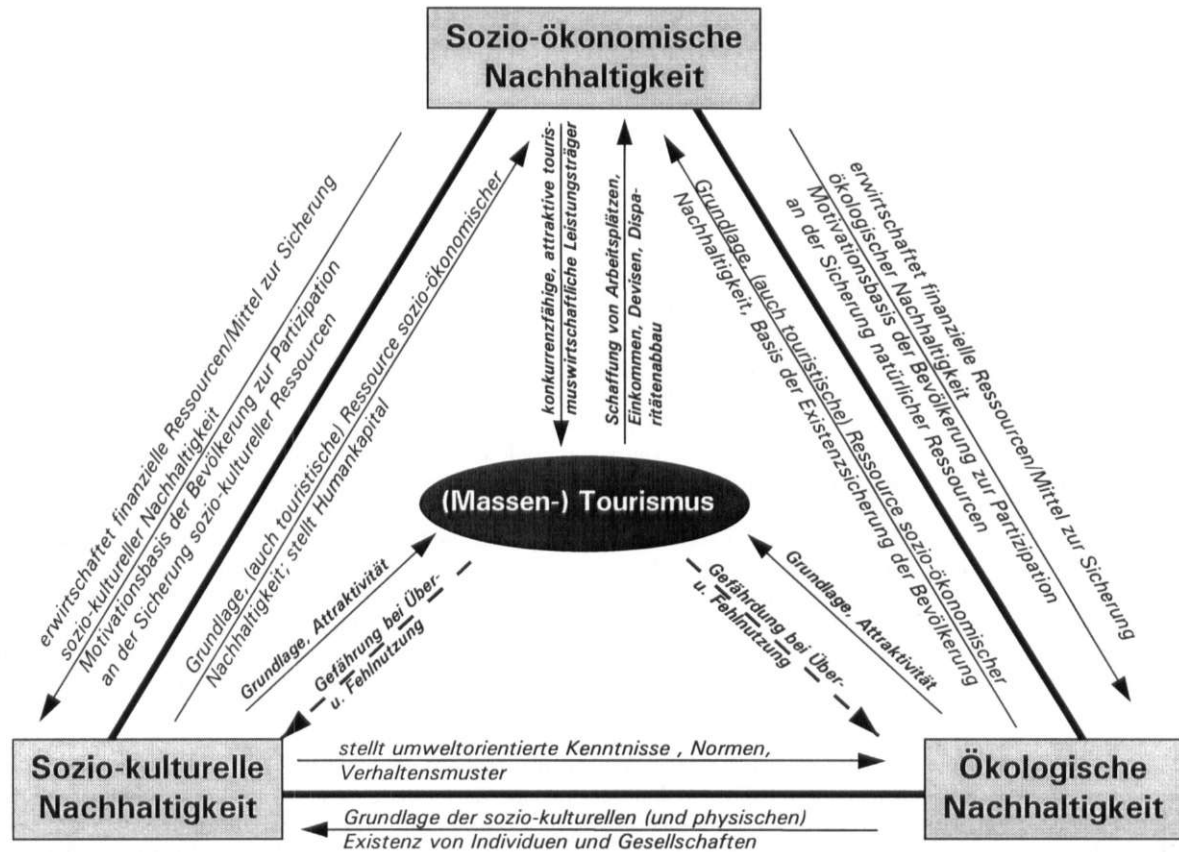 Sozio-ökonomische
Nachhaltigkeit
erwirtschaftet finanzielle Ressourcen/Mittel zur Sicherung
sozio-kultureller Nachhaltigkeit
Motivationsbasis der Bevölkerung zur Partizipation
an der Sicherung sozio-kultureller Ressourcen
Grundlage, (auch touristische) Ressource sozio-ökonomischer
Nachhaltigkeit; stellt Humankapital
konkurrenzfähige, attraktive touris-
muswirtschaftliche Leistungsträger
Schaffung von Arbeitsplätzen,
Einkommen, Devisen, Dispa-
ritätenabbau
Grundlage, (auch touristische) Ressource sozio-ökonomischer
Nachhaltigkeit, Basis der Existenzsicherung der Bevölkerung
erwirtschaftet finanzielle Ressourcen/Mittel zur Sicherung
ökologischer Nachhaltigkeit
Motivationsbasis der Bevölkerung zur Partizipation
an der Sicherung natürlicher Ressourcen
(Massen-) Tourismus
Grundlage, Attraktivität
Gefährung bei Über-
u. Fehlnutzung
Gefährdung bei Über-
u. Fehlnutzung
Grundlage, Attraktivität
Sozio-kulturelle
Nachhaltigkeit
stellt umweltorientierte Kenntnisse , Normen,
Verhaltensmuster
Grundlage der sozio-kulturellen (und physischen)
Existenz von Individuen und Gesellschaften
Ökologische
Nachhaltigkeit